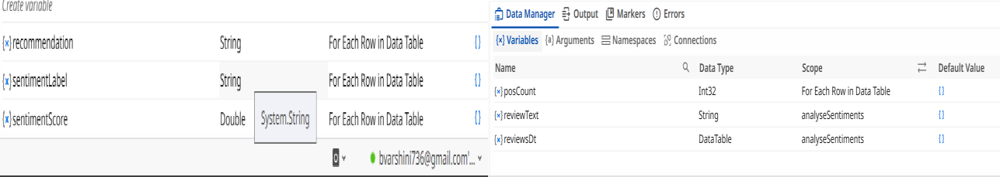 Create variable
{x} recommendation String For Each Row in Data Table {}
{x} sentimentLabel String For Each Row in Data Table {}
{x} sentimentScore Double For Each Row in Data Table {}
System.String
0 bvarshini736@gmail.com'...
Data Manager Output Markers Errors
{x} Variables {a} Arguments Namespaces Connections
Name Data Type Scope Default Value
{x} posCount Int32 For Each Row in Data Table {}
{x} reviewText String analyseSentiments {}
{x} reviewsDt DataTable analyseSentiments {}